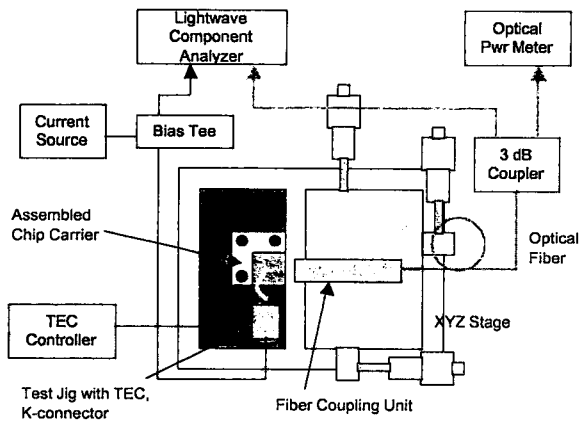 Lightwave
Component
Analyzer
Optical
Pwr Meter
Current
Source
Bias Tee
3 dB
Coupler
Assembled
Chip Carrier
Optical
Fiber
TEC
Controller
XYZ Stage
Test Jig with TEC,
K-connector
Fiber Coupling Unit